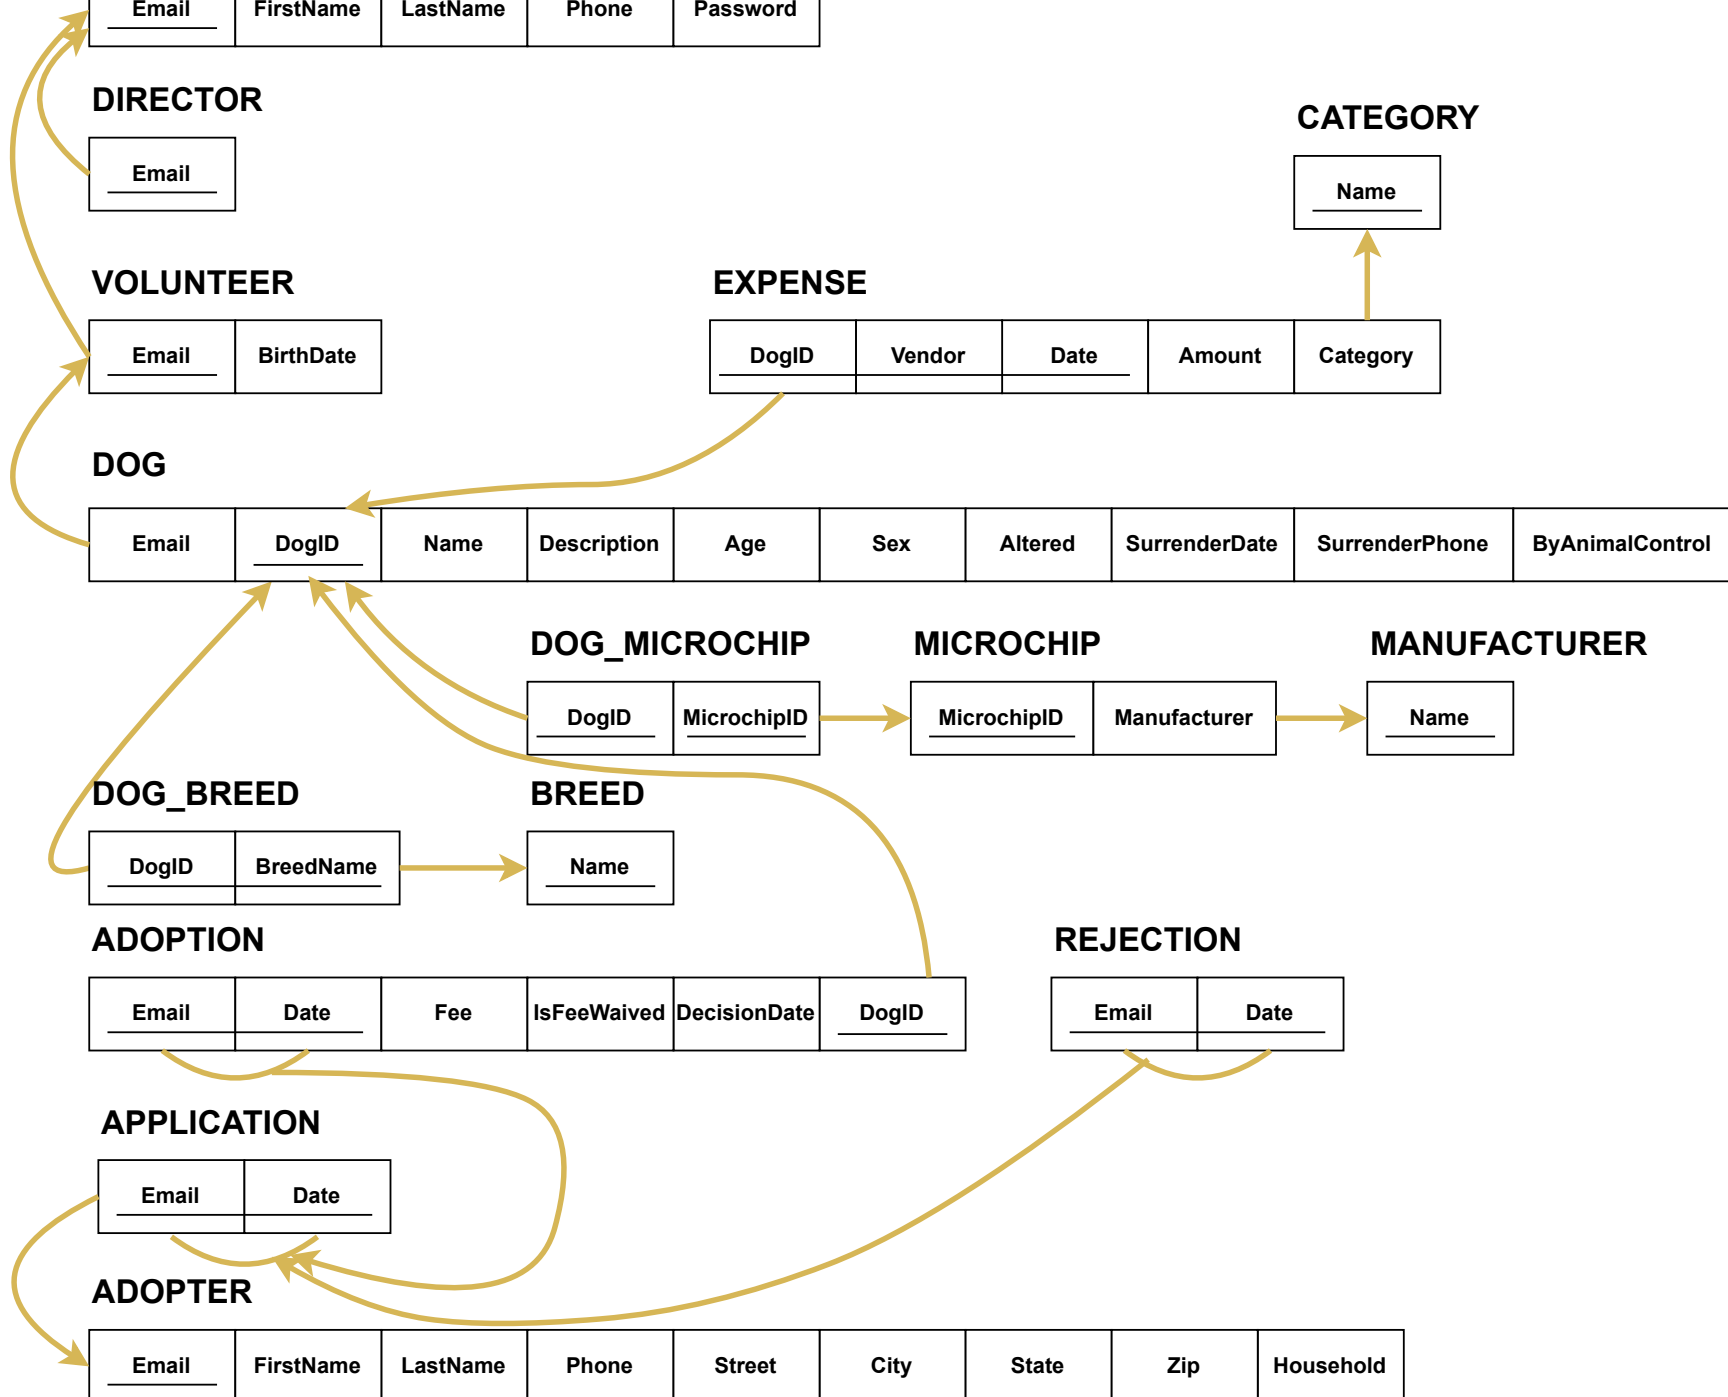 Email FirstName LastName Phone Password
DIRECTOR
Email
CATEGORY
Name
VOLUNTEER
Email BirthDate
EXPENSE
DogID Vendor Date Amount Category
DOG
Email DogID Name Description Age Sex Altered SurrenderDate SurrenderPhone ByAnimalControl
DOG_MICROCHIP
DogID MicrochipID
MICROCHIP
MicrochipID Manufacturer
MANUFACTURER
Name
DOG_BREED
DogID BreedName
BREED
Name
ADOPTION
Email Date Fee IsFeeWaived DecisionDate DogID
REJECTION
Email Date
APPLICATION
Email Date
ADOPTER
Email FirstName LastName Phone Street City State Zip Household